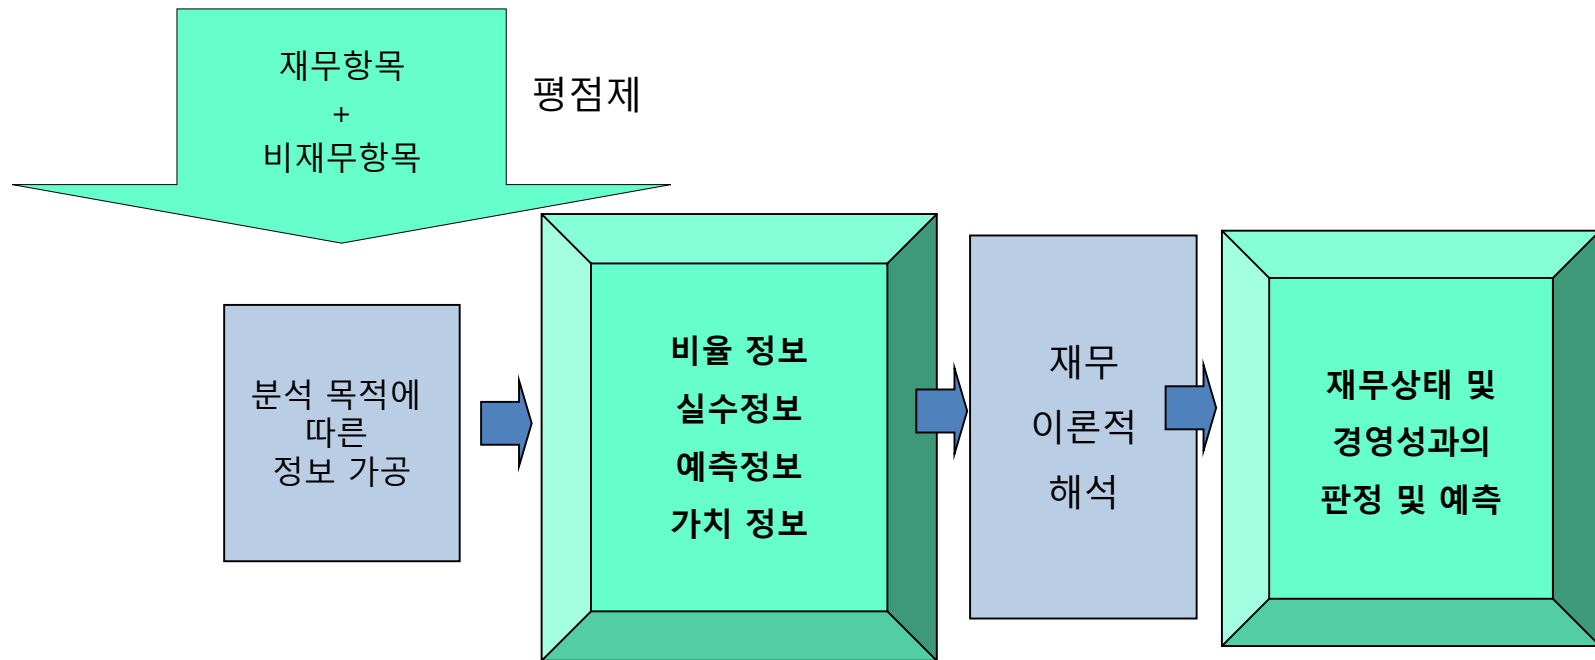 재무항목
+
비재무항목
평점제
분석 목적에
따른
정보 가공
비율 정보
실수정보
예측정보
가치 정보
재무
이론적
해석
재무상태 및
경영성과의
판정 및 예측